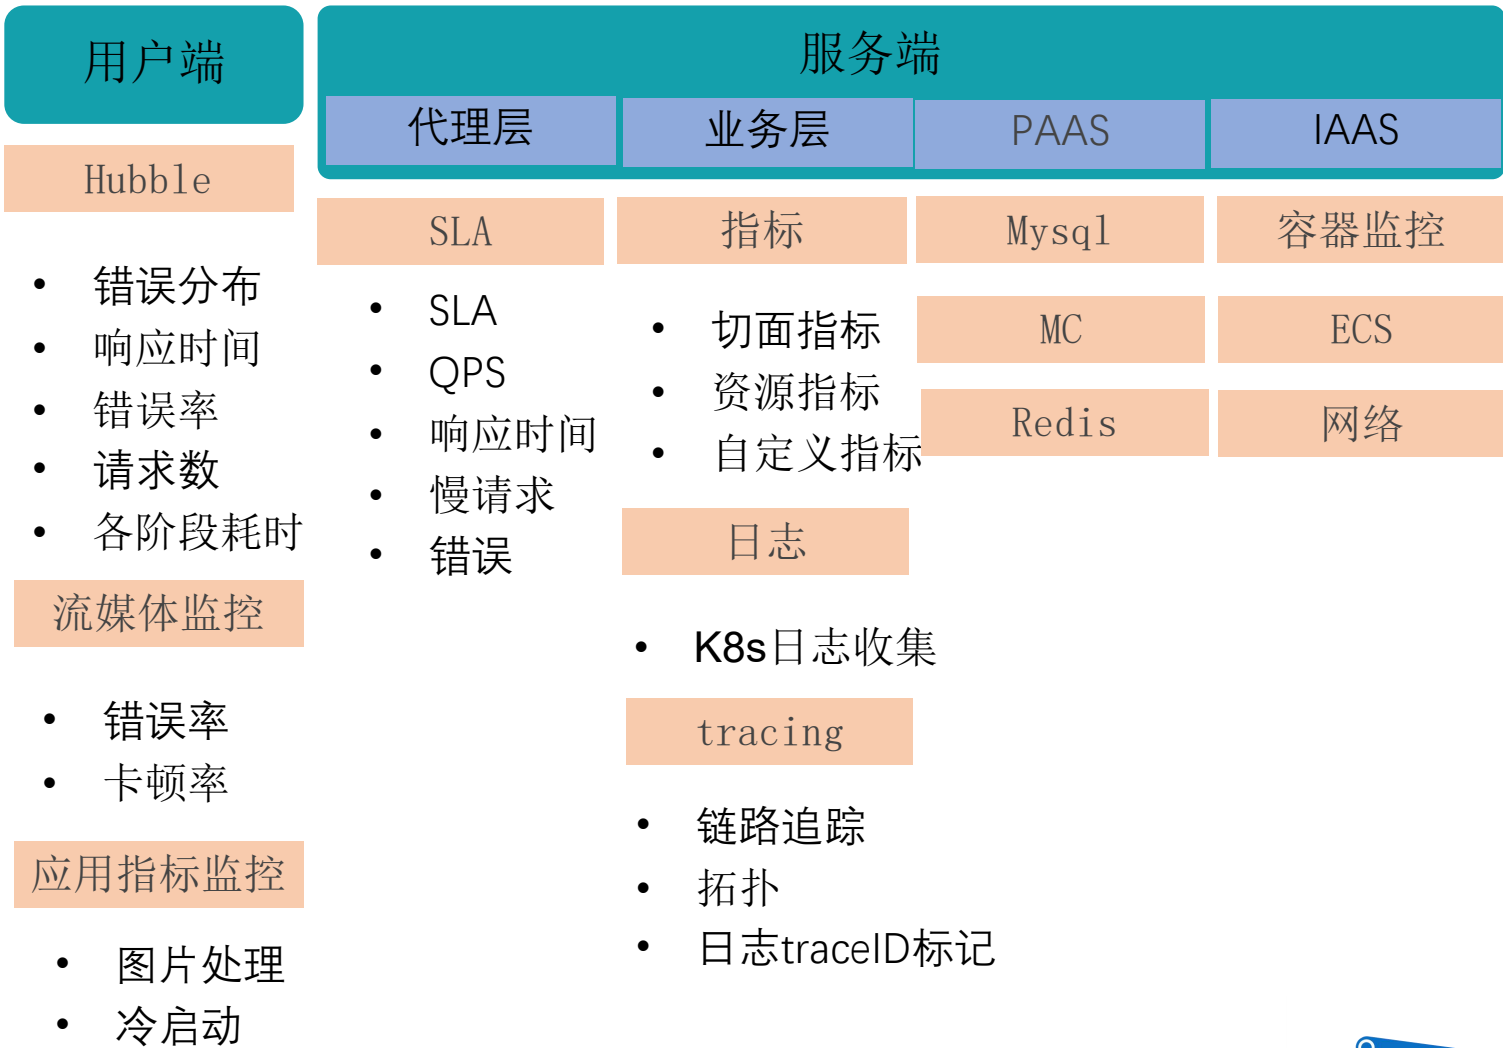 用户端
Hubble
错误分布
响应时间
错误率
请求数
各阶段耗时
流媒体监控
错误率
卡顿率
应用指标监控
图片处理
冷启动
服务端
代理层
SLA
SLA
QPS
响应时间
慢请求
错误
业务层
指标
切面指标
资源指标
自定义指标
日志
K8s日志收集
tracing
链路追踪
拓扑
日志traceID标记
PAAS
Mysql
MC
Redis
IAAS
容器监控
ECS
网络